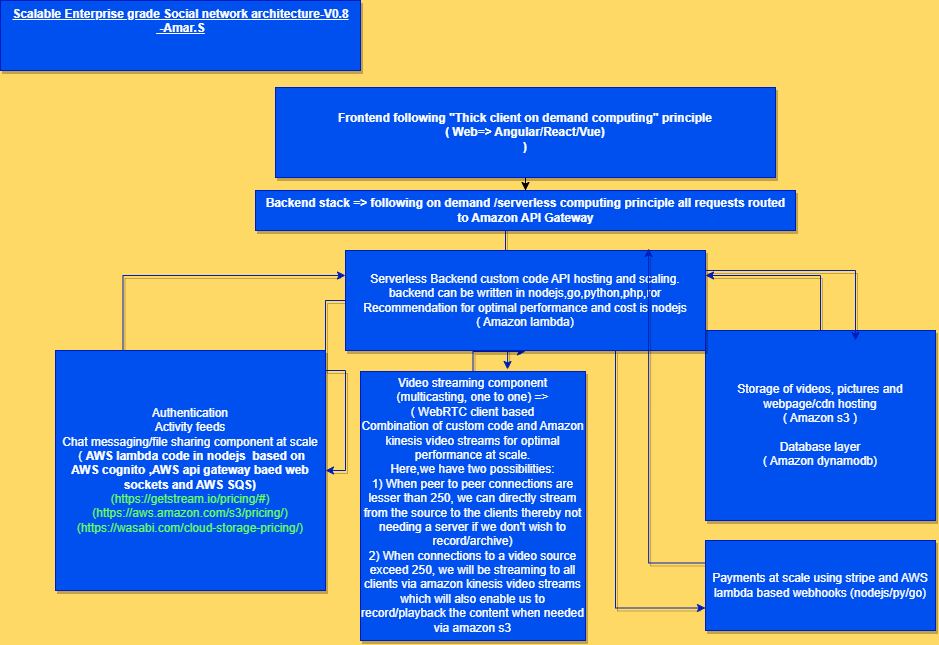 Scalable Enterprise grade Social network architecture-V0.8
-Amar.S
Frontend following "Thick client on demand computing" principle
( Web=> Angular/React/Vue)
)
Backend stack => following on demand /serverless computing principle all requests routed
to Amazon API Gateway
Serverless Backend custom code API hosting and scaling.
backend can be written in nodejs,go,python,php,ror
Recommendation for optimal performance and cost is nodejs
( Amazon lambda)
Authentication
Activity feeds
Chat messaging/file sharing component at scale
( AWS lambda code in nodejs  based on
AWS cognito ,AWS api gateway baed web
sockets and AWS SQS)
(https://getstream.io/pricing/#)
(https://aws.amazon.com/s3/pricing/)
(https://wasabi.com/cloud-storage-pricing/)
Video streaming component
(multicasting, one to one) =>
( WebRTC client based
Combination of custom code and Amazon
kinesis video streams for optimal
performance at scale.
Here,we have two possibilities:
1) When peer to peer connections are
lesser than 250, we can directly stream
from the source to the clients thereby not
needing a server if we don't wish to
record/archive)
2) When connections to a video source
exceed 250, we will be streaming to all
clients via amazon kinesis video streams
which will also enable us to
record/playback the content when needed
via amazon s3
Storage of videos, pictures and
webpage/cdn hosting
( Amazon s3 )
Database layer
( Amazon dynamodb)
Payments at scale using stripe and AWS
lambda based webhooks (nodejs/py/go)